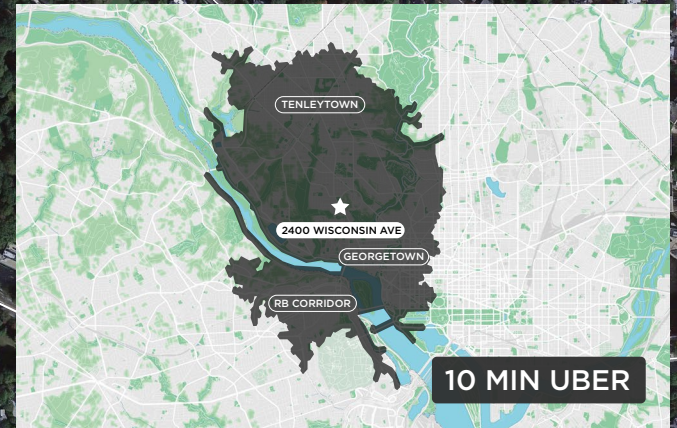 TENLEYTOWN
2400 WISCONSIN AVE
GEORGETOWN
RB CORRIDOR
10 MIN UBER